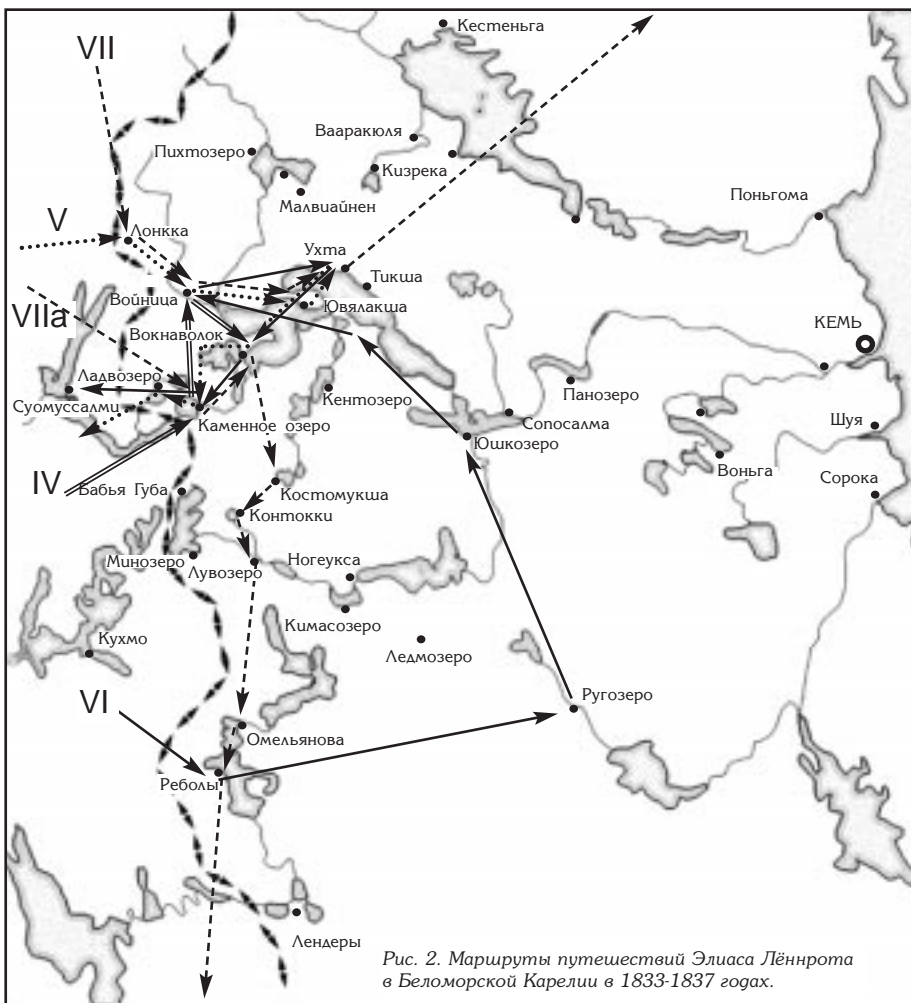 Кестеньга
VII
Вааракюля
Пихтозеро
Кизрека
Малвиайнен
Поньгома
V
Лонкка
Ухта
Тикша
Войница
Ювялакша
VIIa
Вокнаволок
КЕМЬ
Ладвозеро
Суомуссалми
Кентозеро
Панозеро
Каменное озеро
Сопосалма
Шуя
Юшкозеро
IV
Бабья Губа
Костомукша
Воньга
Сорока
Контокки
Минозеро
Лувозеро
Ногеукса
Кимасозеро
Кухмо
Ледмозеро
VI
Ругозеро
Омельянова
Реболы
Лендеры
Рис. 2. Маршруты путешествий Элиаса Лённрота
в Беломорской Карелии в 1833-1837 годах.